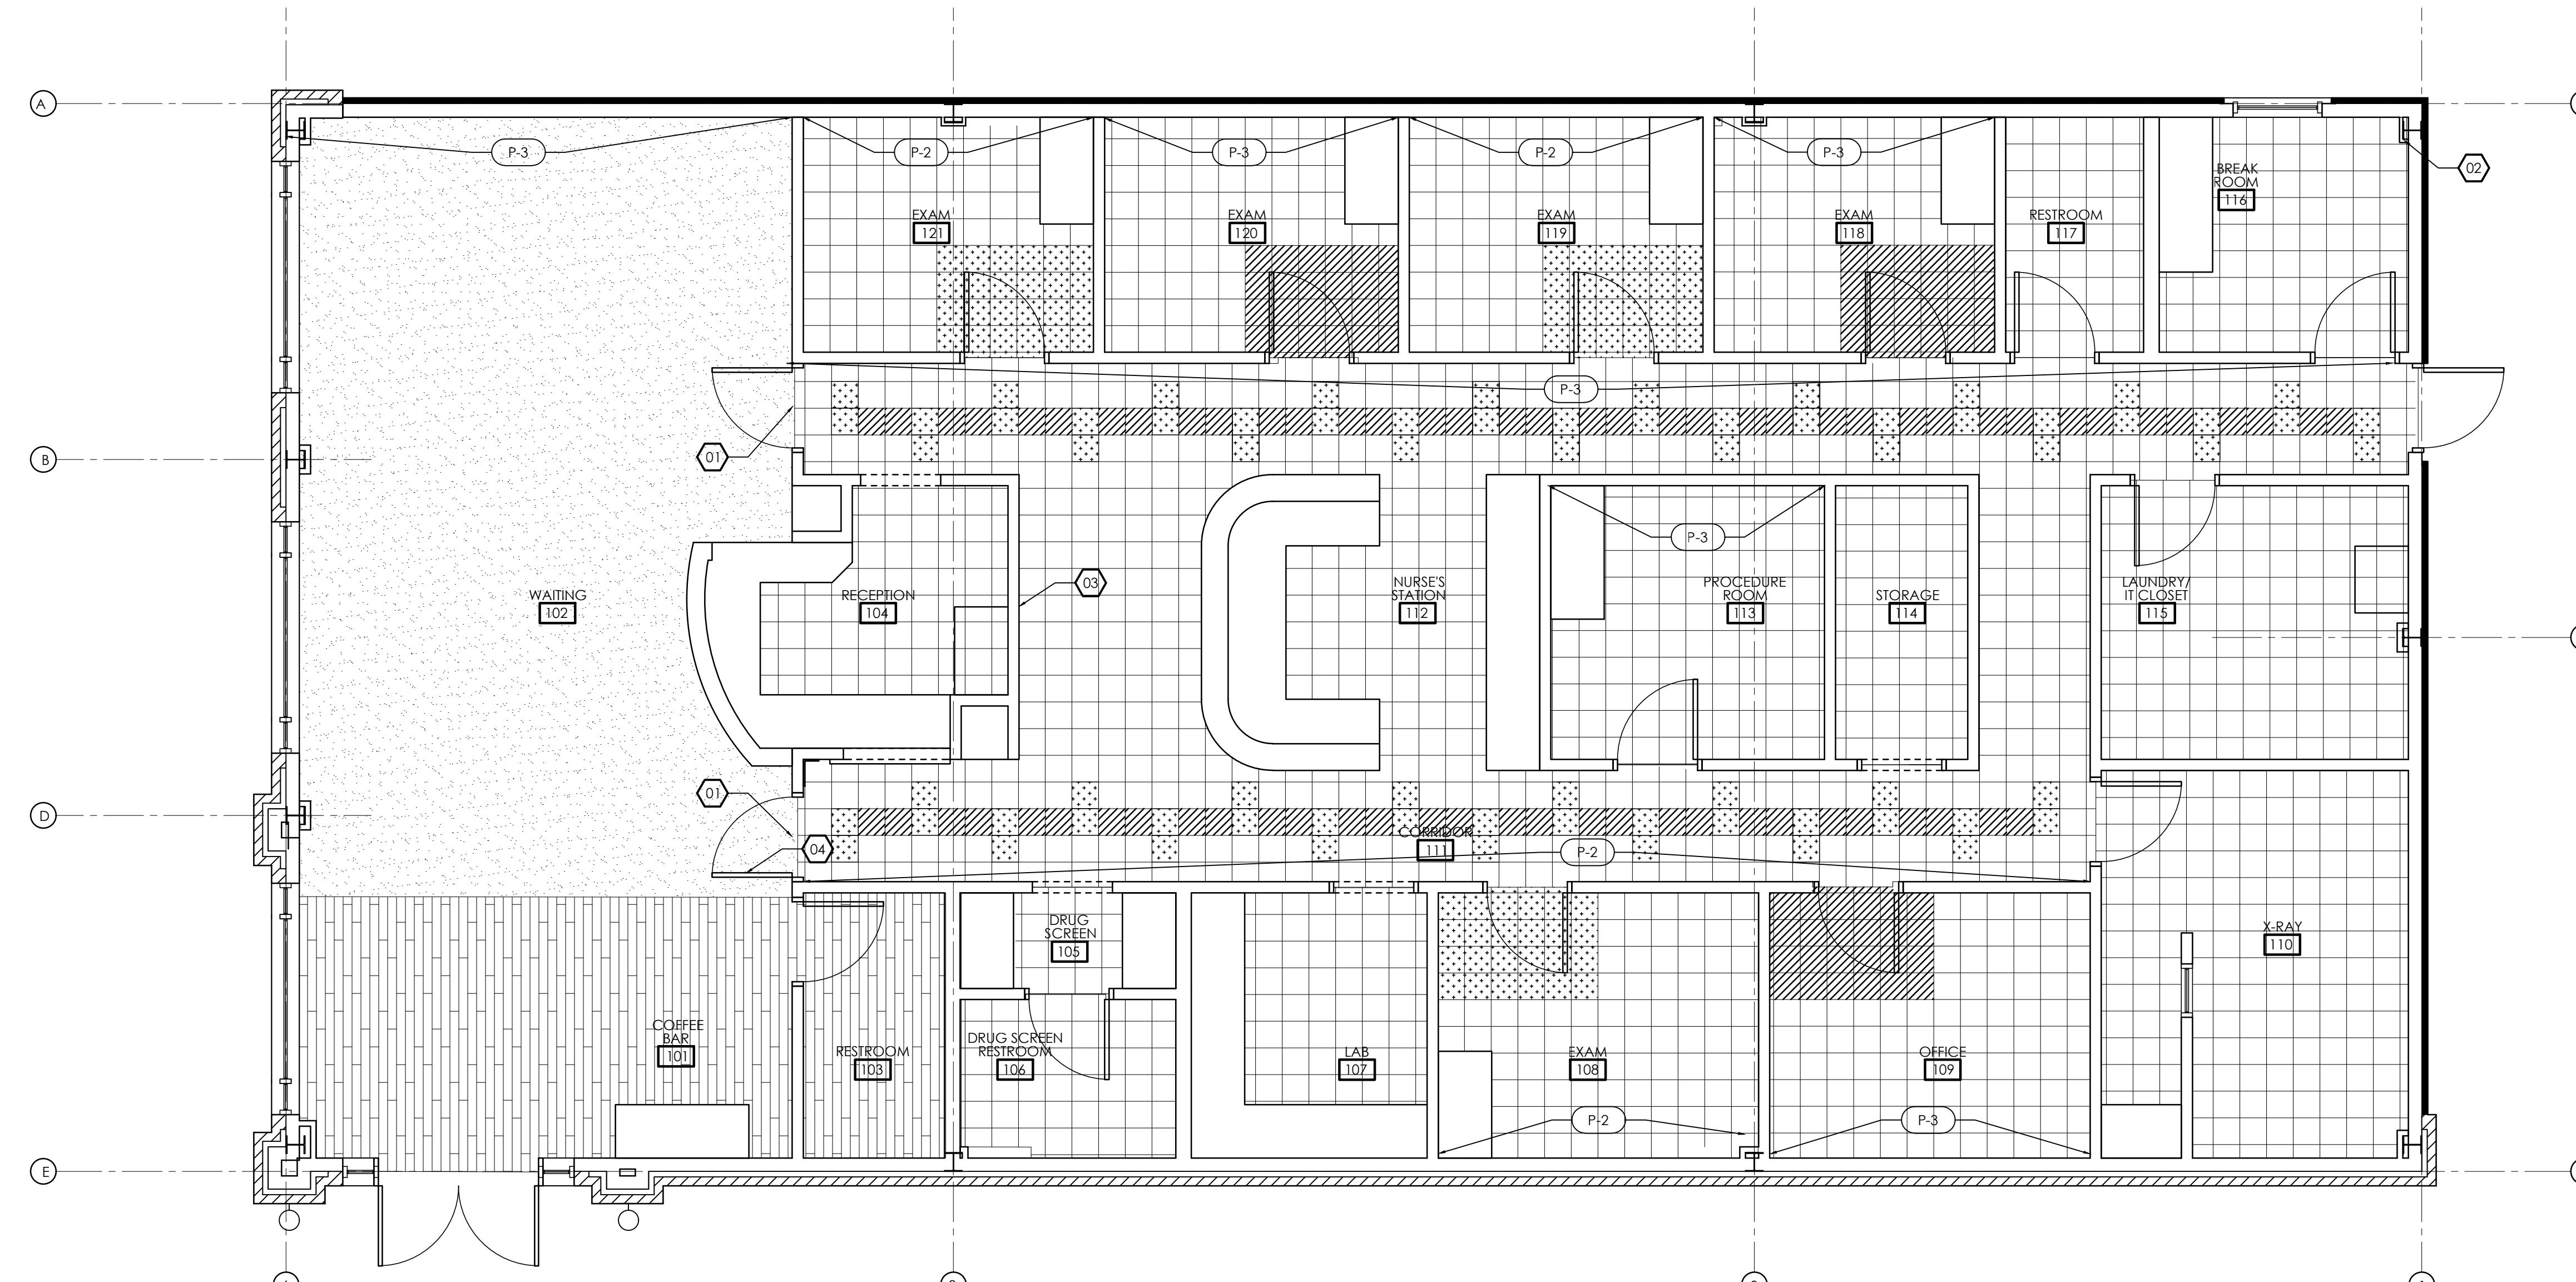 A
P-3
P-2
P-3
P-2
P-3
02
BREAK
ROOM
116
EXAM
121
EXAM
120
EXAM
119
EXAM
118
RESTROOM
117
P-3
B
01
P-3
03
WAITING
102
RECEPTION
104
NURSE'S
STATION
112
PROCEDURE
ROOM
113
STORAGE
114
LAUNDRY/
IT CLOSET
115
01
D
04
CORRIDOR
111
P-2
DRUG
SCREEN
105
X-RAY
110
COFFEE
BAR
101
RESTROOM
103
DRUG SCREEN
RESTROOM
106
LAB
107
EXAM
108
OFFICE
109
P-2
P-3
E